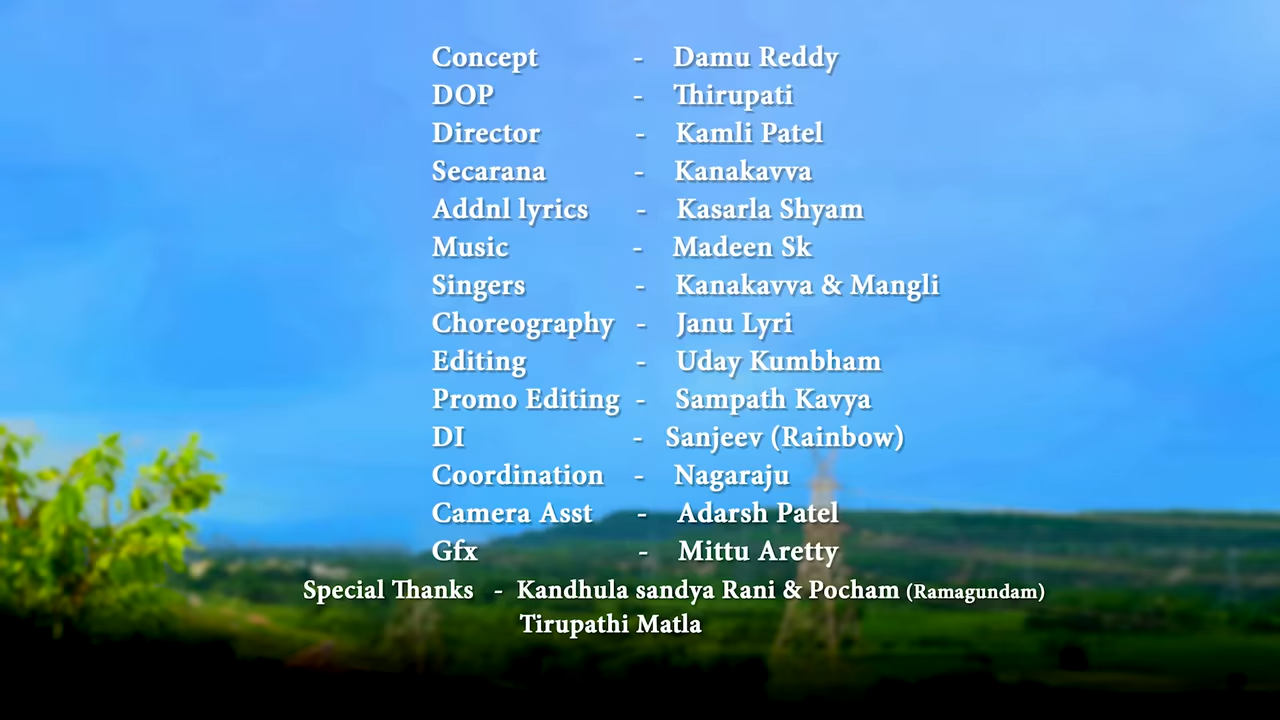 Concept - Damu Reddy
DOP - Thirupati
Director - Kamli Patel
Secarana - Kanakavva
Addnl lyrics - Kasarla Shyam
Music - Madeen Sk
Singers - Kanakavva & Mangli
Choreography - Janu Lyri
Editing - Uday Kumbham
Promo Editing - Sampath Kavya
DI - Sanjeev (Rainbow)
Coordination - Nagaraju
Camera Asst - Adarsh Patel
Gfx - Mittu Aretty
Special Thanks - Kandhula sandya Rani & Pocham (Ramagundam)
Tirupathi Matla